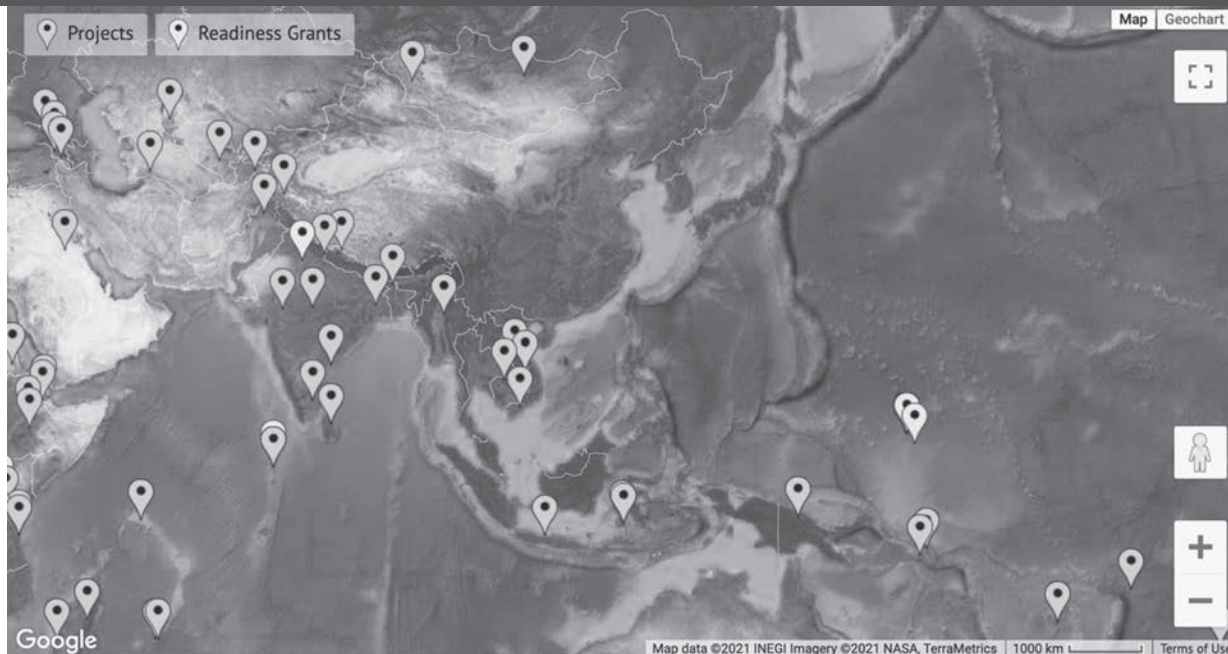 Projects
Readiness Grants
Map
Geochart
Google
Map data ©2021 INEGI Imagery ©2021 NASA, TerraMetrics
1000 km
Terms of Use